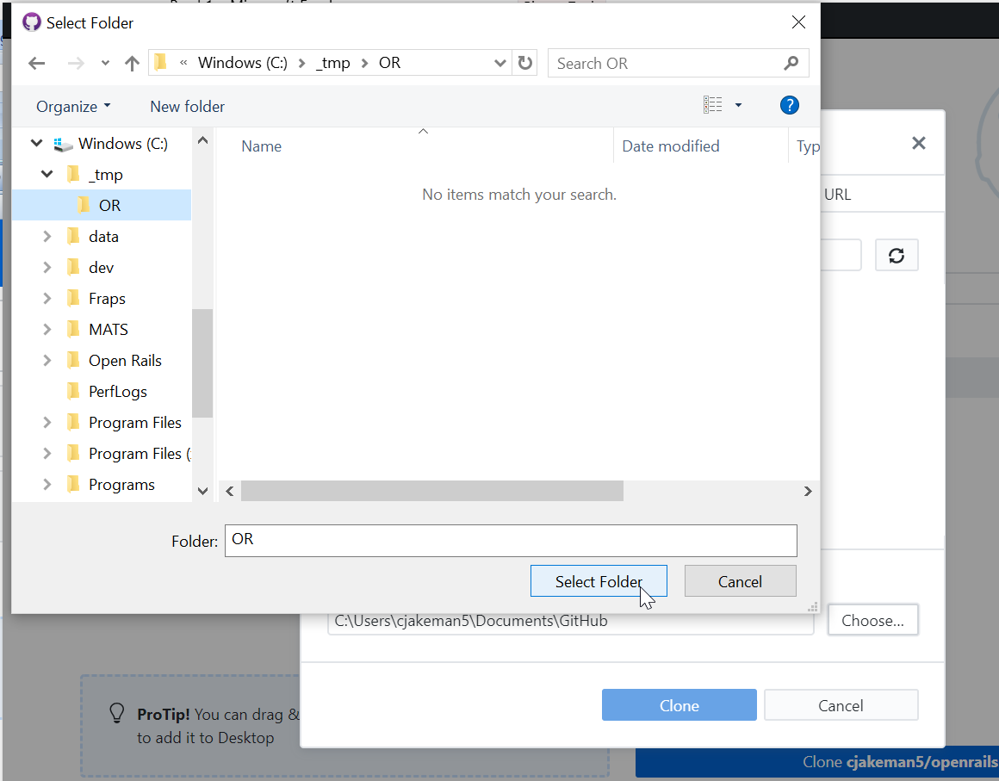 Select Folder
« Windows (C:) > _tmp > OR
Search OR
Organize
New folder
?
Windows (C:)
_tmp
OR
data
dev
Fraps
MATS
Open Rails
PerfLogs
Program Files
Program Files (
Programs
Name
Date modified
Typ
No items match your search.
URL
Folder:
OR
Select Folder
Cancel
C:\Users\cjakeman5\Documents\GitHub
Choose...
Clone
Cancel
ProTip! You can drag &
to add it to Desktop
Clone cjakeman5/openrails